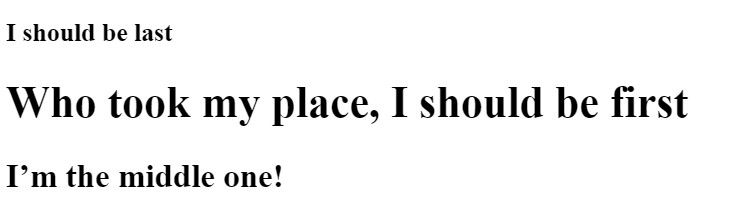 I should be last
Who took my place, I should be first
I’m the middle one!